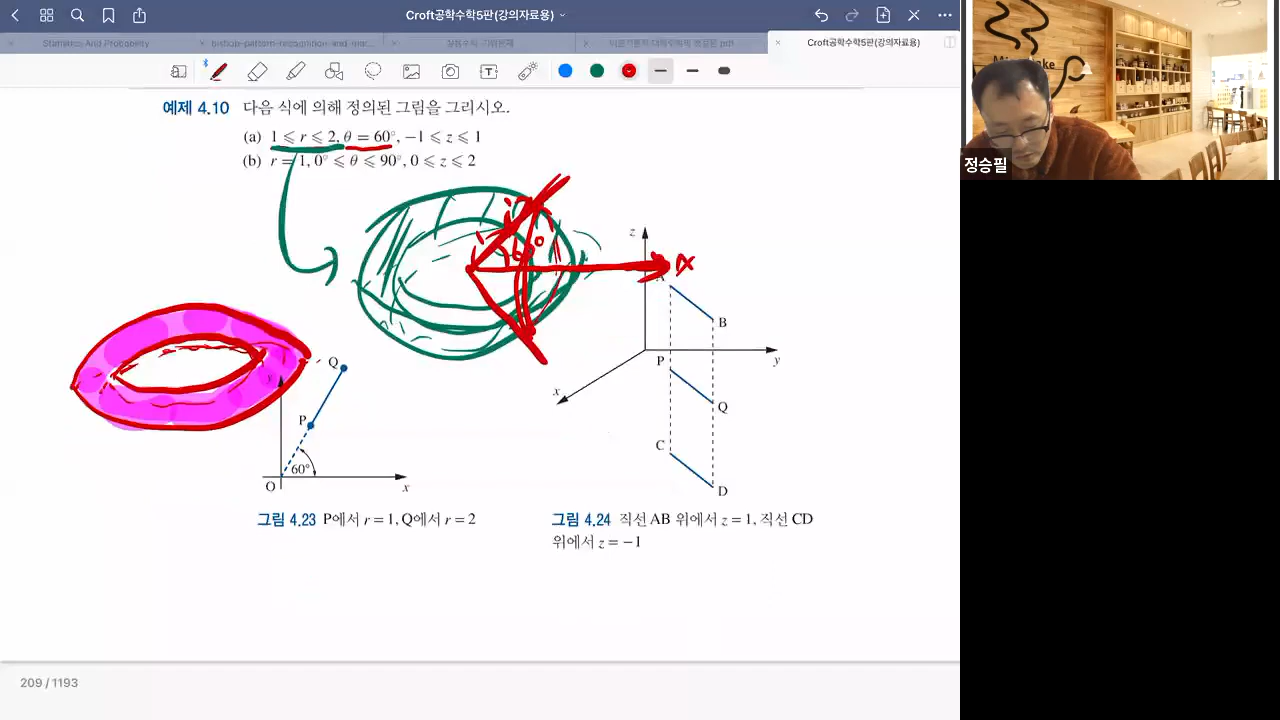 Croft공학수학5판(강의자료용)
Statistics And Probability
bishop-pattern-recognition-and-mac...
Croft공학수학5판(강의자료용)
예제 4.10 다음 식에 의해 정의된 그림을 그리시오.
(a) 1 ⩽ r ⩽ 2, θ = 60°, −1 ⩽ z ⩽ 1
(b) r = 1, 0° ⩽ θ ⩽ 90°, 0 ⩽ z ⩽ 2
60°
z
A
B
P
y
x
Q
C
D
y
Q
P
60°
O
x
그림 4.23 P에서 r = 1, Q에서 r = 2
그림 4.24 직선 AB 위에서 z = 1, 직선 CD
위에서 z = −1
209 / 1193
정승필